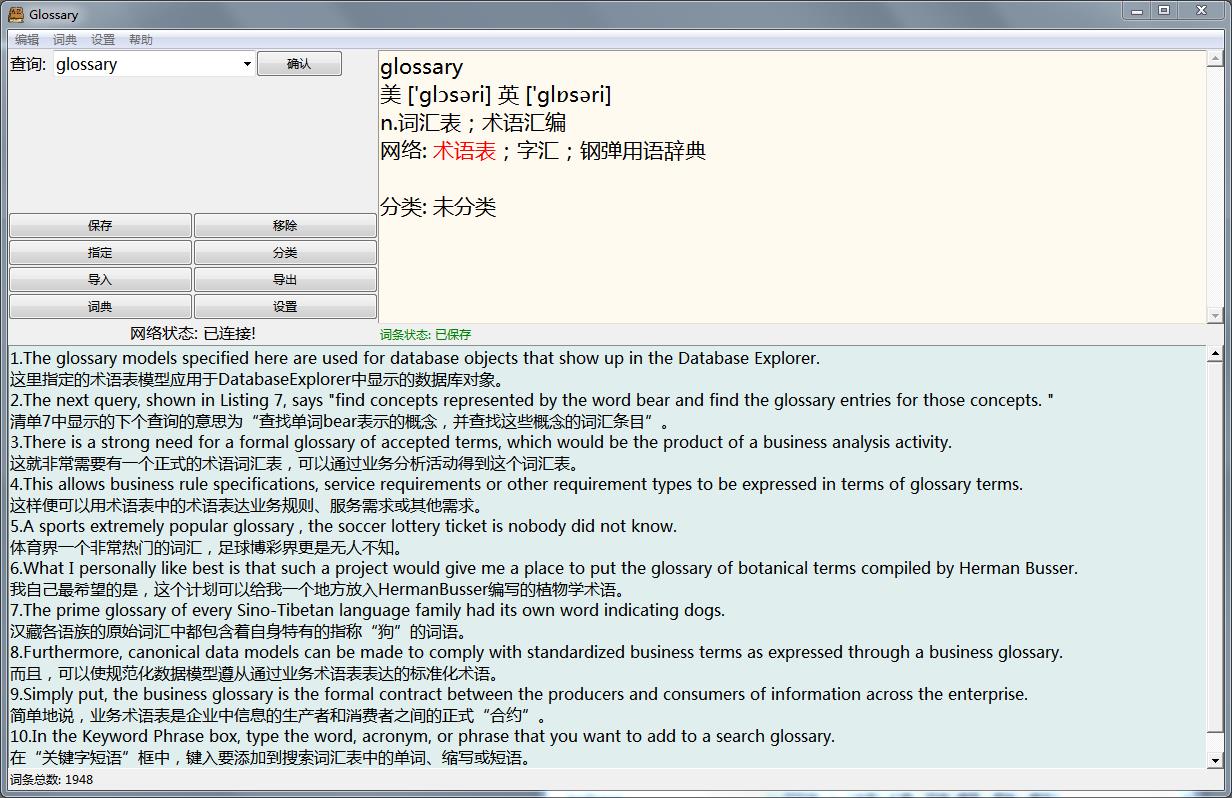 Glossary
编辑 词典 设置 帮助
查询: glossary 确认
glossary
美 ['glɔsəri] 英 ['glɒsəri]
n.词汇表；术语汇编
网络: 术语表；字汇；钢弹用语辞典
分类: 未分类
保存 移除
指定 分类
导入 导出
词典 设置
网络状态: 已连接! 词条状态: 已保存
1.The glossary models specified here are used for database objects that show up in the Database Explorer.
这里指定的术语表模型应用于DatabaseExplorer中显示的数据库对象。
2.The next query, shown in Listing 7, says "find concepts represented by the word bear and find the glossary entries for those concepts. "
清单7中显示的下个查询的意思为“查找单词bear表示的概念，并查找这些概念的词汇条目”。
3.There is a strong need for a formal glossary of accepted terms, which would be the product of a business analysis activity.
这就非常需要有一个正式的术语词汇表，可以通过业务分析活动得到这个词汇表。
4.This allows business rule specifications, service requirements or other requirement types to be expressed in terms of glossary terms.
这样便可以用术语表中的术语表达业务规则、服务需求或其他需求。
5.A sports extremely popular glossary , the soccer lottery ticket is nobody did not know.
体育界一个非常热门的词汇，足球博彩界更是无人不知。
6.What I personally like best is that such a project would give me a place to put the glossary of botanical terms compiled by Herman Busser.
我自己最希望的是，这个计划可以给我一个地方放入HermanBusser编写的植物学术语。
7.The prime glossary of every Sino-Tibetan language family had its own word indicating dogs.
汉藏各语族的原始词汇中都包含着自身特有的指称“狗”的词语。
8.Furthermore, canonical data models can be made to comply with standardized business terms as expressed through a business glossary.
而且，可以使规范化数据模型遵从通过业务术语表表达的标准化术语。
9.Simply put, the business glossary is the formal contract between the producers and consumers of information across the enterprise.
简单地说，业务术语表是企业中信息的生产者和消费者之间的正式“合约”。
10.In the Keyword Phrase box, type the word, acronym, or phrase that you want to add to a search glossary.
在“关键字短语”框中，键入要添加到搜索词汇表中的单词、缩写或短语。
词条总数: 1948